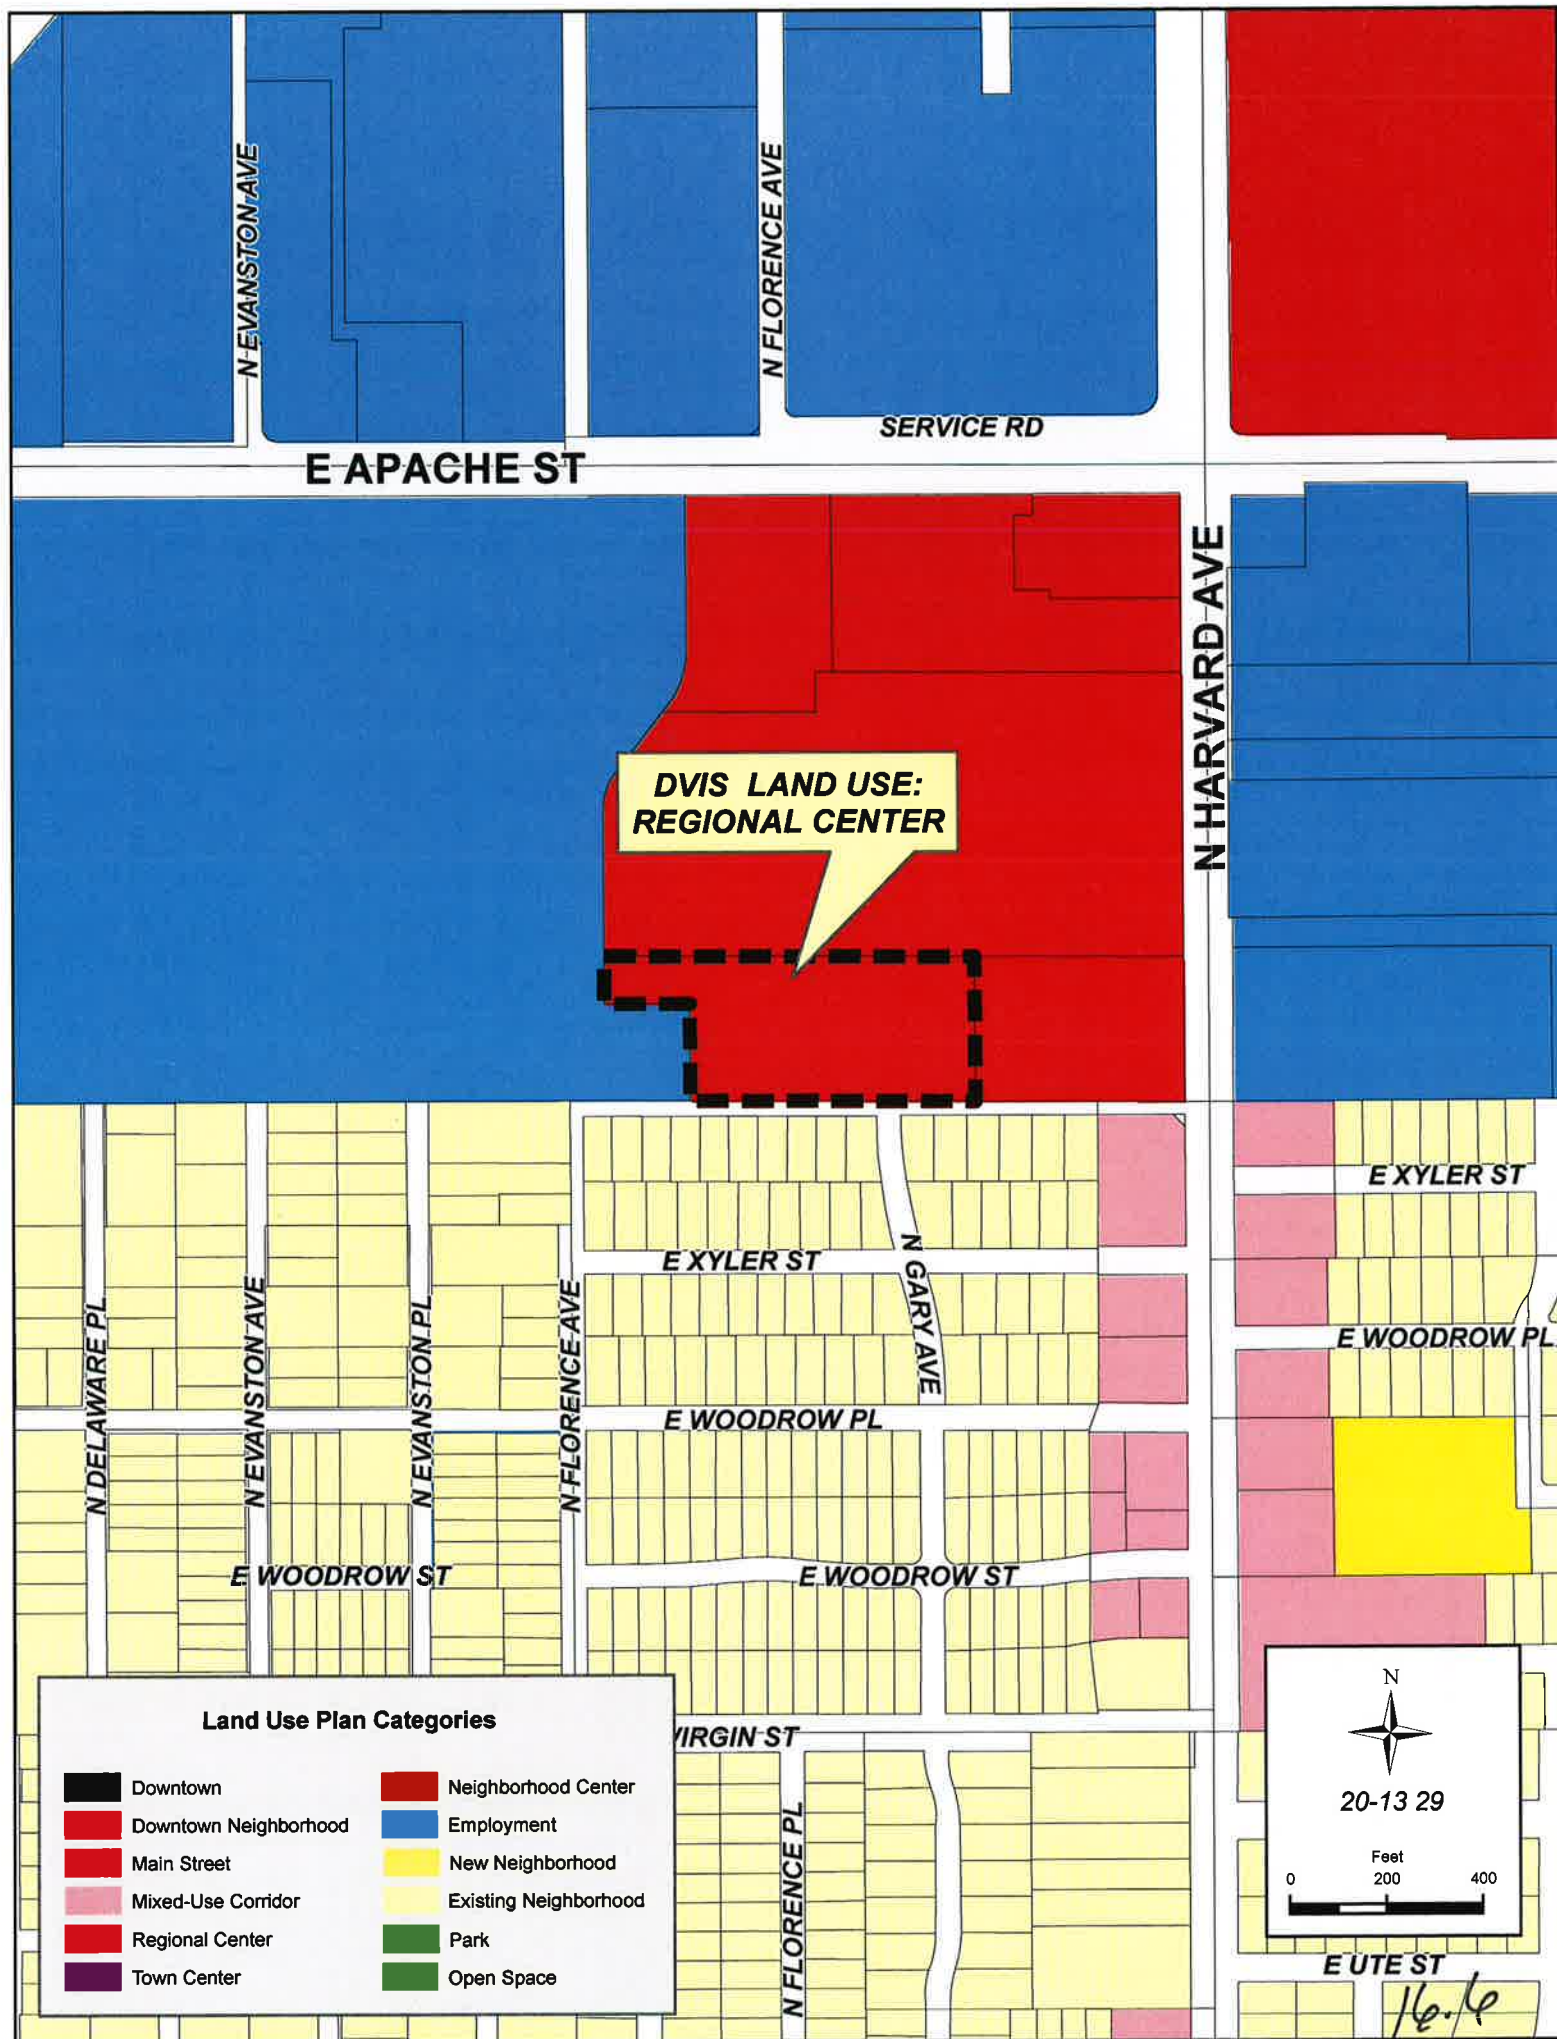 N EVANSTON AVE
N FLORENCE AVE
SERVICE RD
E APACHE ST
N HARVARD AVE
DVIS LAND USE:
REGIONAL CENTER
E XYLER ST
E XYLER ST
N GARY AVE
N DELAWARE PL
N EVANSTON AVE
N EVANSTON PL
N FLORENCE AVE
E WOODROW PL
E WOODROW PL
E WOODROW ST
E WOODROW ST
VIRGIN ST
N FLORENCE PL
E UTE ST
Land Use Plan Categories
Downtown
Downtown Neighborhood
Main Street
Mixed-Use Corridor
Regional Center
Town Center
Neighborhood Center
Employment
New Neighborhood
Existing Neighborhood
Park
Open Space
N
20-13 29
Feet
0 200 400
16.6